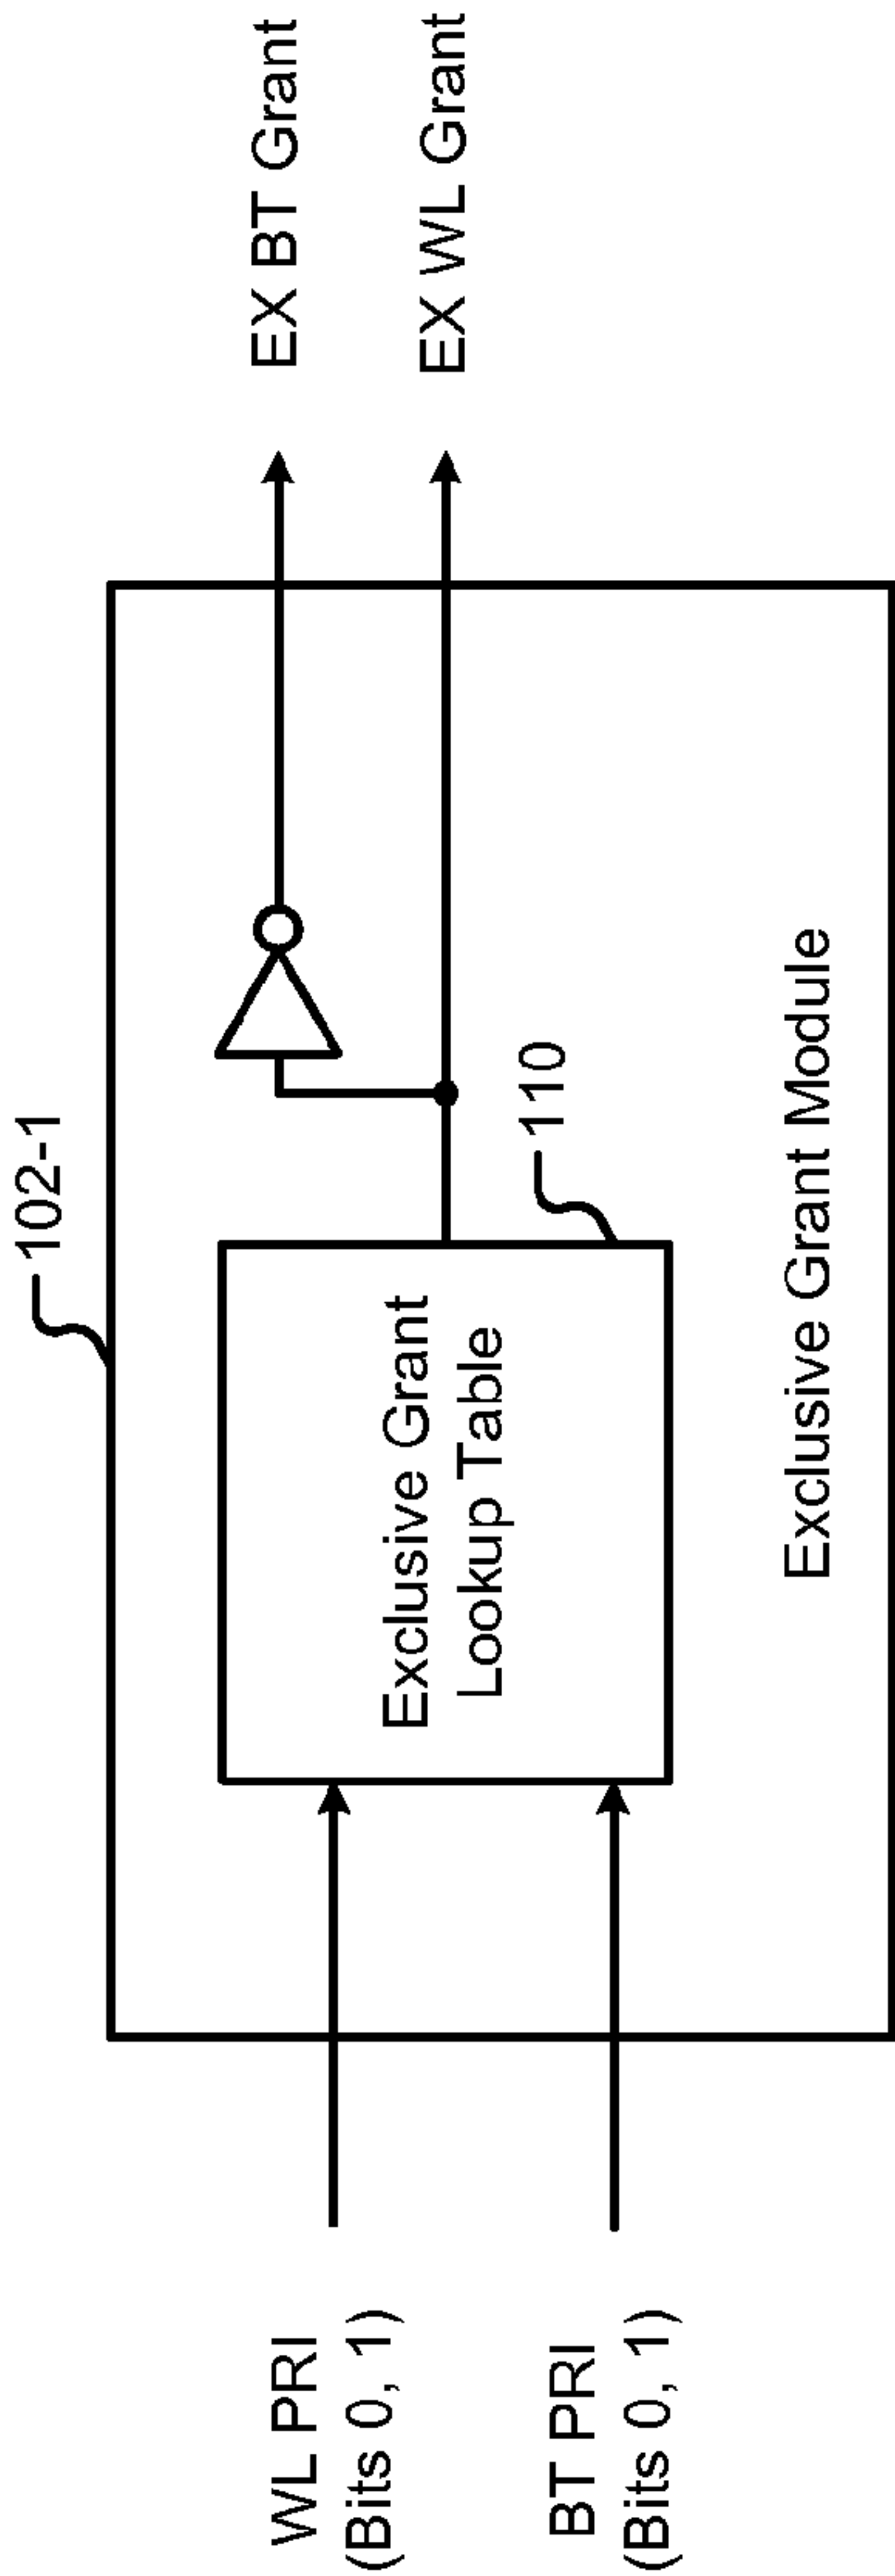 102-1
WL PRI
(Bits 0, 1)
BT PRI
(Bits 0, 1)
Exclusive Grant
Lookup Table
110
EX BT Grant
EX WL Grant
Exclusive Grant Module